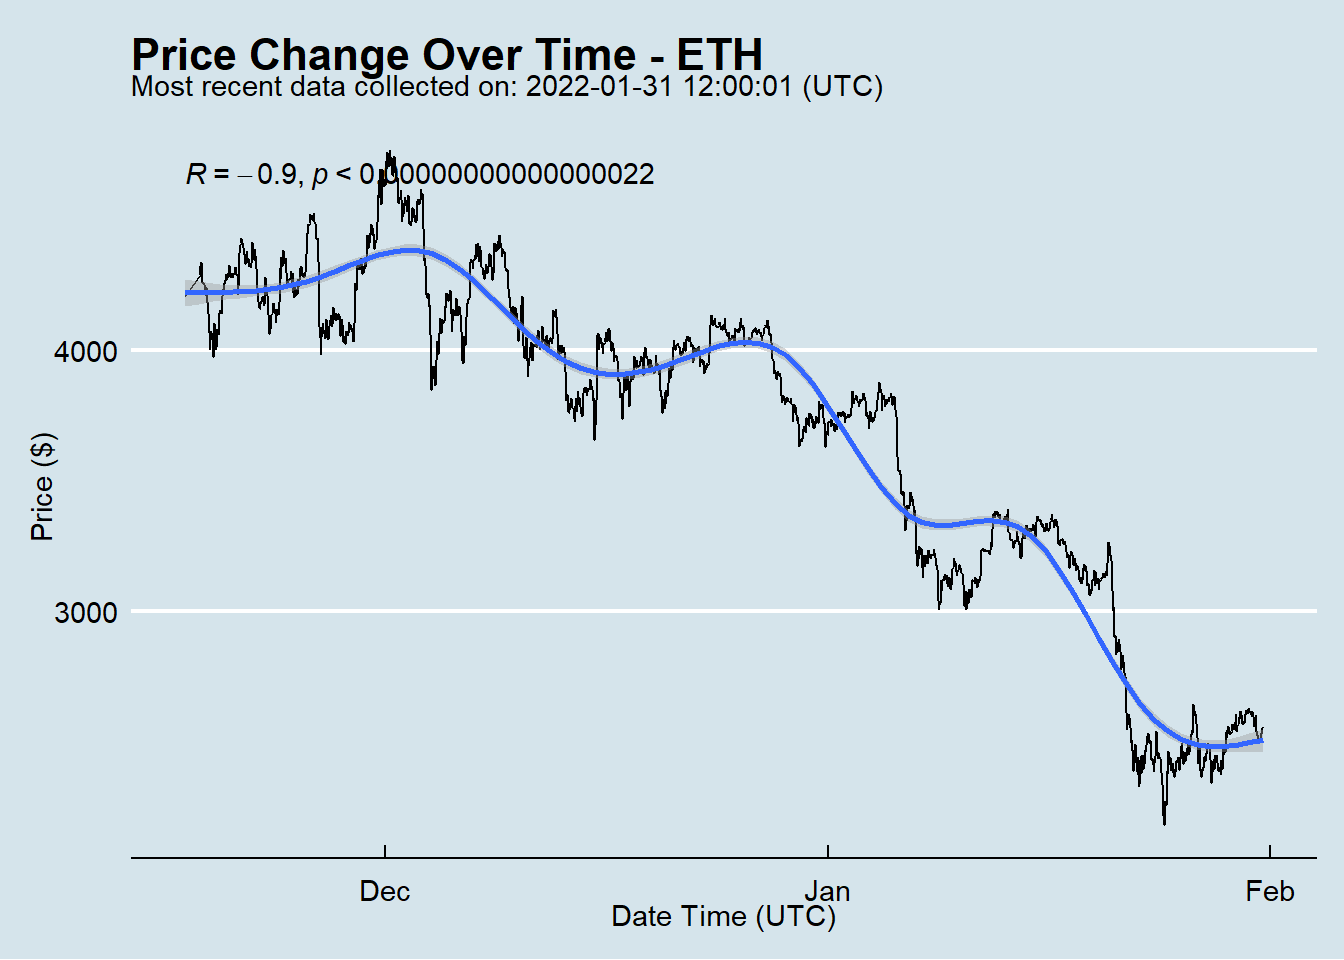 Price Change Over Time - ETH
Most recent data collected on: 2022-01-31 12:00:01 (UTC)
R = −0.9, p < 0.00000000000000022
4000
3000
Price ($)
Dec
Jan
Feb
Date Time (UTC)